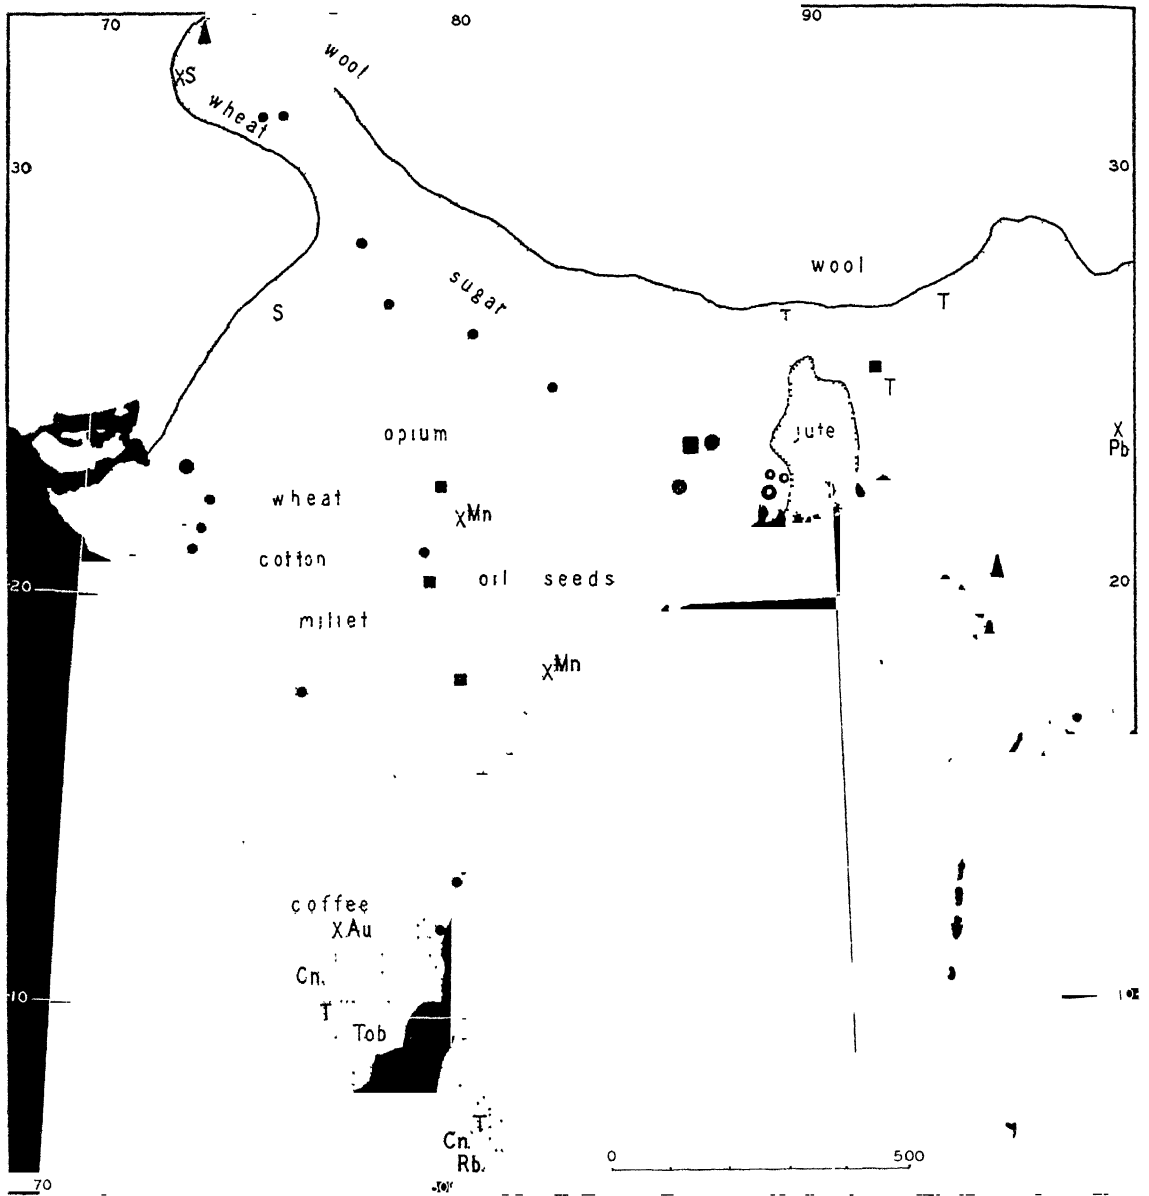 70 80 90
wool
XS
wheat
30 30
wool
sugar
S T
T
T
opium jute X
Pb
wheat
XMn
cotton
20 oil seeds 20
millet
XMn
coffee
XAu
Cn.
10 10
T
Tob
T
Cn.
Rb.
0 500
70